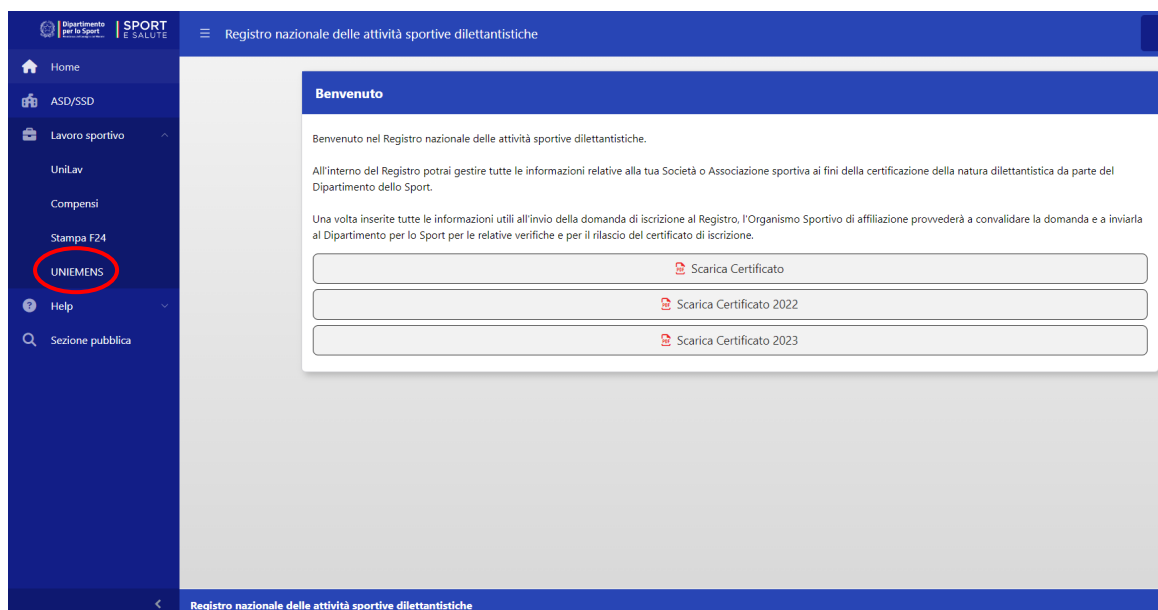 Dipartimento
per lo Sport
SPORT
E SALUTE
Registro nazionale delle attività sportive dilettantistiche
Home
ASD/SSD
Lavoro sportivo
UniLav
Compensi
Stampa F24
UNIEMENS
Help
Sezione pubblica
Benvenuto
Benvenuto nel Registro nazionale delle attività sportive dilettantistiche.
All'interno del Registro potrai gestire tutte le informazioni relative alla tua Società o Associazione sportiva ai fini della certificazione della natura dilettantistica da parte del
Dipartimento dello Sport.
Una volta inserite tutte le informazioni utili all'invio della domanda di iscrizione al Registro, l'Organismo Sportivo di affiliazione provvederà a convalidare la domanda e a inviarla
al Dipartimento per lo Sport per le relative verifiche e per il rilascio del certificato di iscrizione.
PDF Scarica Certificato
PDF Scarica Certificato 2022
PDF Scarica Certificato 2023
Registro nazionale delle attività sportive dilettantistiche